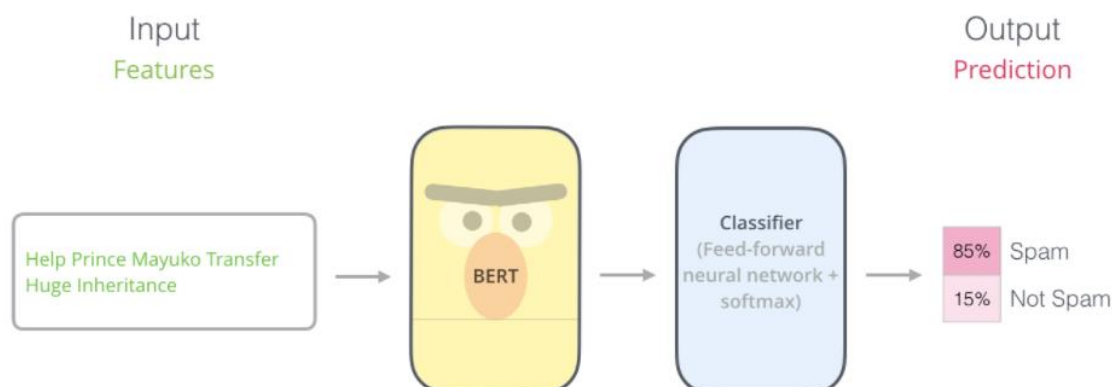 Input
Features
Output
Prediction
Help Prince Mayuko Transfer
Huge Inheritance
BERT
Classifier
(Feed-forward
neural network +
softmax)
85% Spam
15% Not Spam